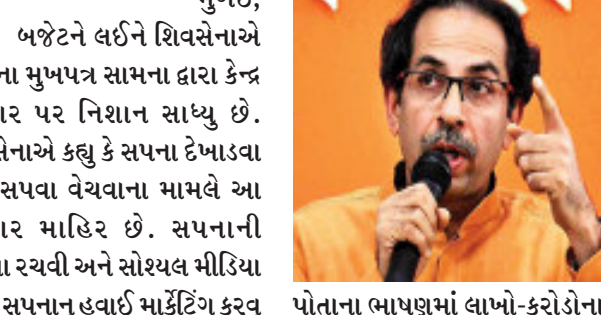 મુંબઈ,
બજેટને લઈને શિવસેનાએ
ના મુખપત્ર સામના દ્વારા કેન્દ્ર
ાર પર નિશાન સાધ્યુ છે.
સેનાએ કહ્યુ કે સપના દેખાડવા
સપવા વેચવાના મામલે આ
ાર માહિર છે. સપનાની
ા રચવી અને સોશ્યલ મીડિયા
સપનાનુ હવાઈ માર્કેટિંગ કરવુ
પોતાના ભાષણમાં લાખો-કરોડોના